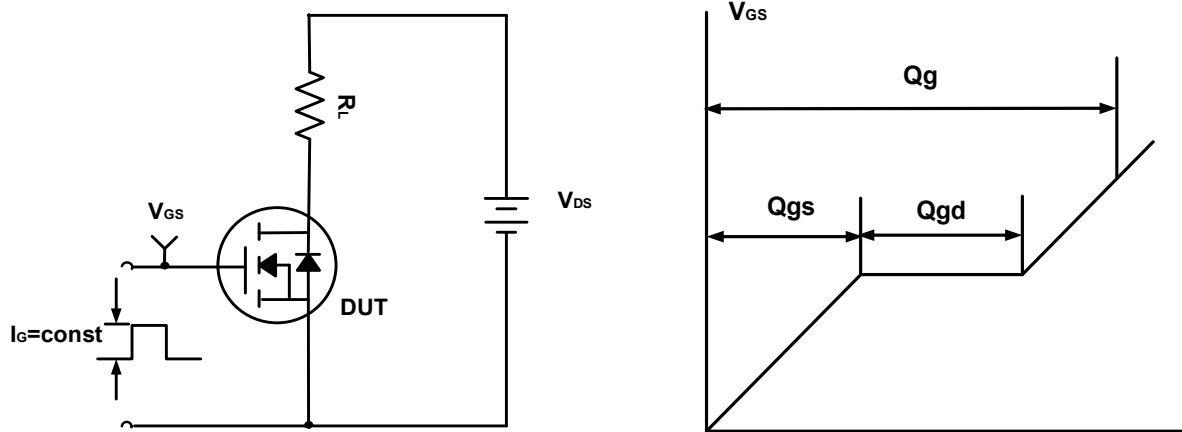 RL
VGS
VDS
DUT
IG=const
VGS
Qg
Qgs
Qgd